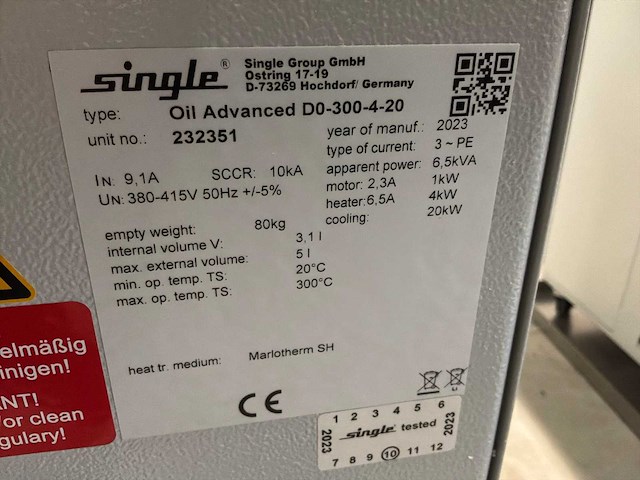 single® Single Group GmbH
Ostring 17-19
D-73269 Hochdorf/ Germany
type: Oil Advanced D0-300-4-20
unit no.: 232351
year of manuf.: 2023
type of current: 3 ~ PE
apparent power: 6,5kVA
motor: 2,3A 1kW
heater:6,5A 4kW
cooling: 20kW
IN: 9,1A SCCR: 10kA
UN: 380-415V 50Hz +/-5%
empty weight: 80kg
internal volume V: 3,1 l
max. external volume: 5 l
min. op. temp. TS: 20°C
max. op. temp. TS: 300°C
heat tr. medium: Marlotherm SH
CE
1 2 3 4 5 6
2023 single tested 2023
7 8 9 10 11 12
elmäßig
inigen!
ANT!
/or clean
gulary!